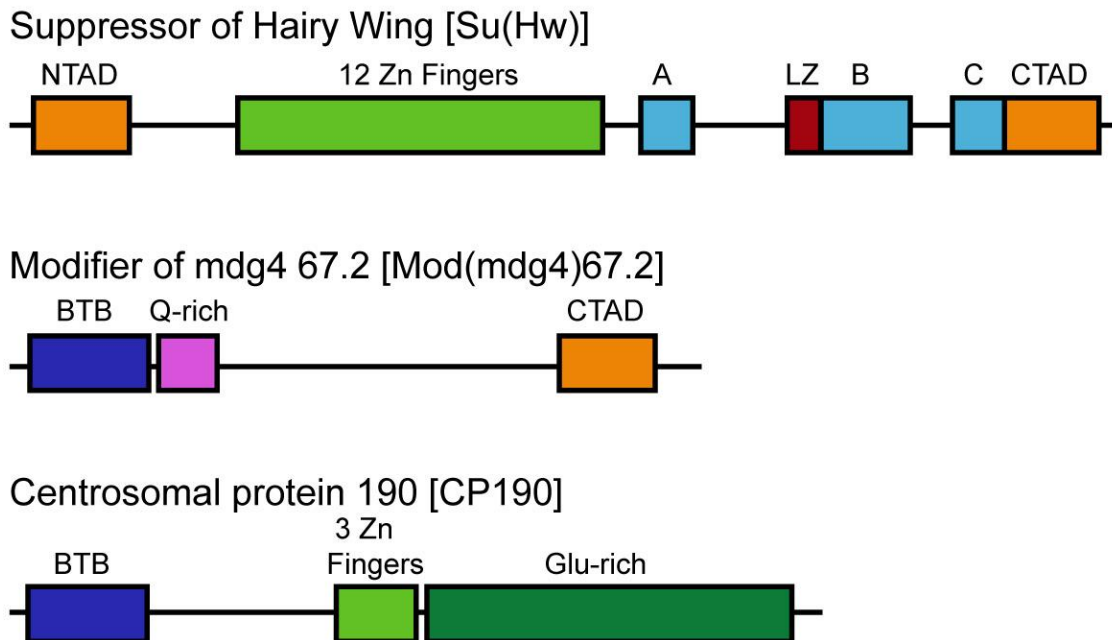 Suppressor of Hairy Wing [Su(Hw)]
NTAD 12 Zn Fingers A LZ B C CTAD
Modifier of mdg4 67.2 [Mod(mdg4)67.2]
BTB Q-rich CTAD
Centrosomal protein 190 [CP190]
3 Zn
BTB Fingers Glu-rich